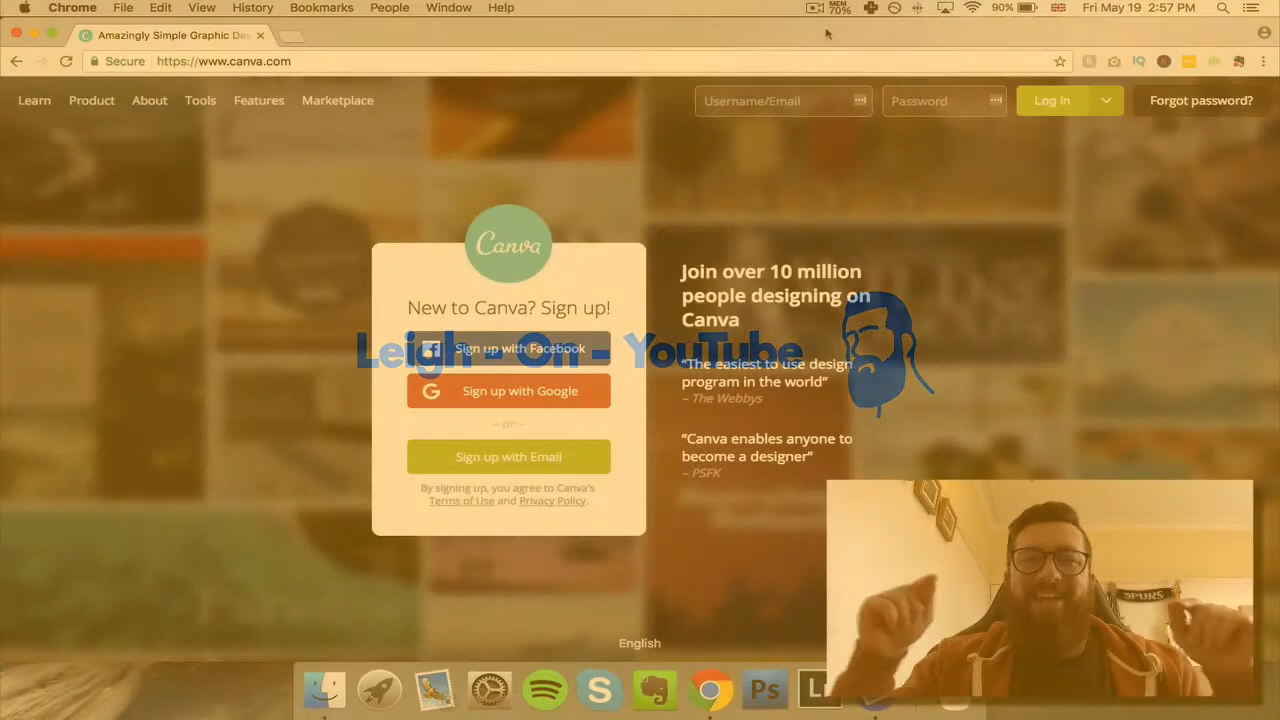 Chrome File Edit View History Bookmarks People Window Help
MEM 70% 90% Fri May 19 2:57 PM
Amazingly Simple Graphic Des
Secure https://www.canva.com
Learn Product About Tools Features Marketplace
Username/Email Password Log in Forgot password?
Canva
New to Canva? Sign up!
Sign up with Facebook
Sign up with Google
– or –
Sign up with Email
By signing up, you agree to Canva's
Terms of Use and Privacy Policy.
Join over 10 million
people designing on
Canva
Leigh - On - YouTube
“The easiest to use design
program in the world”
– The Webbys
“Canva enables anyone to
become a designer”
– PSFK
SPURS
English
S
Ps